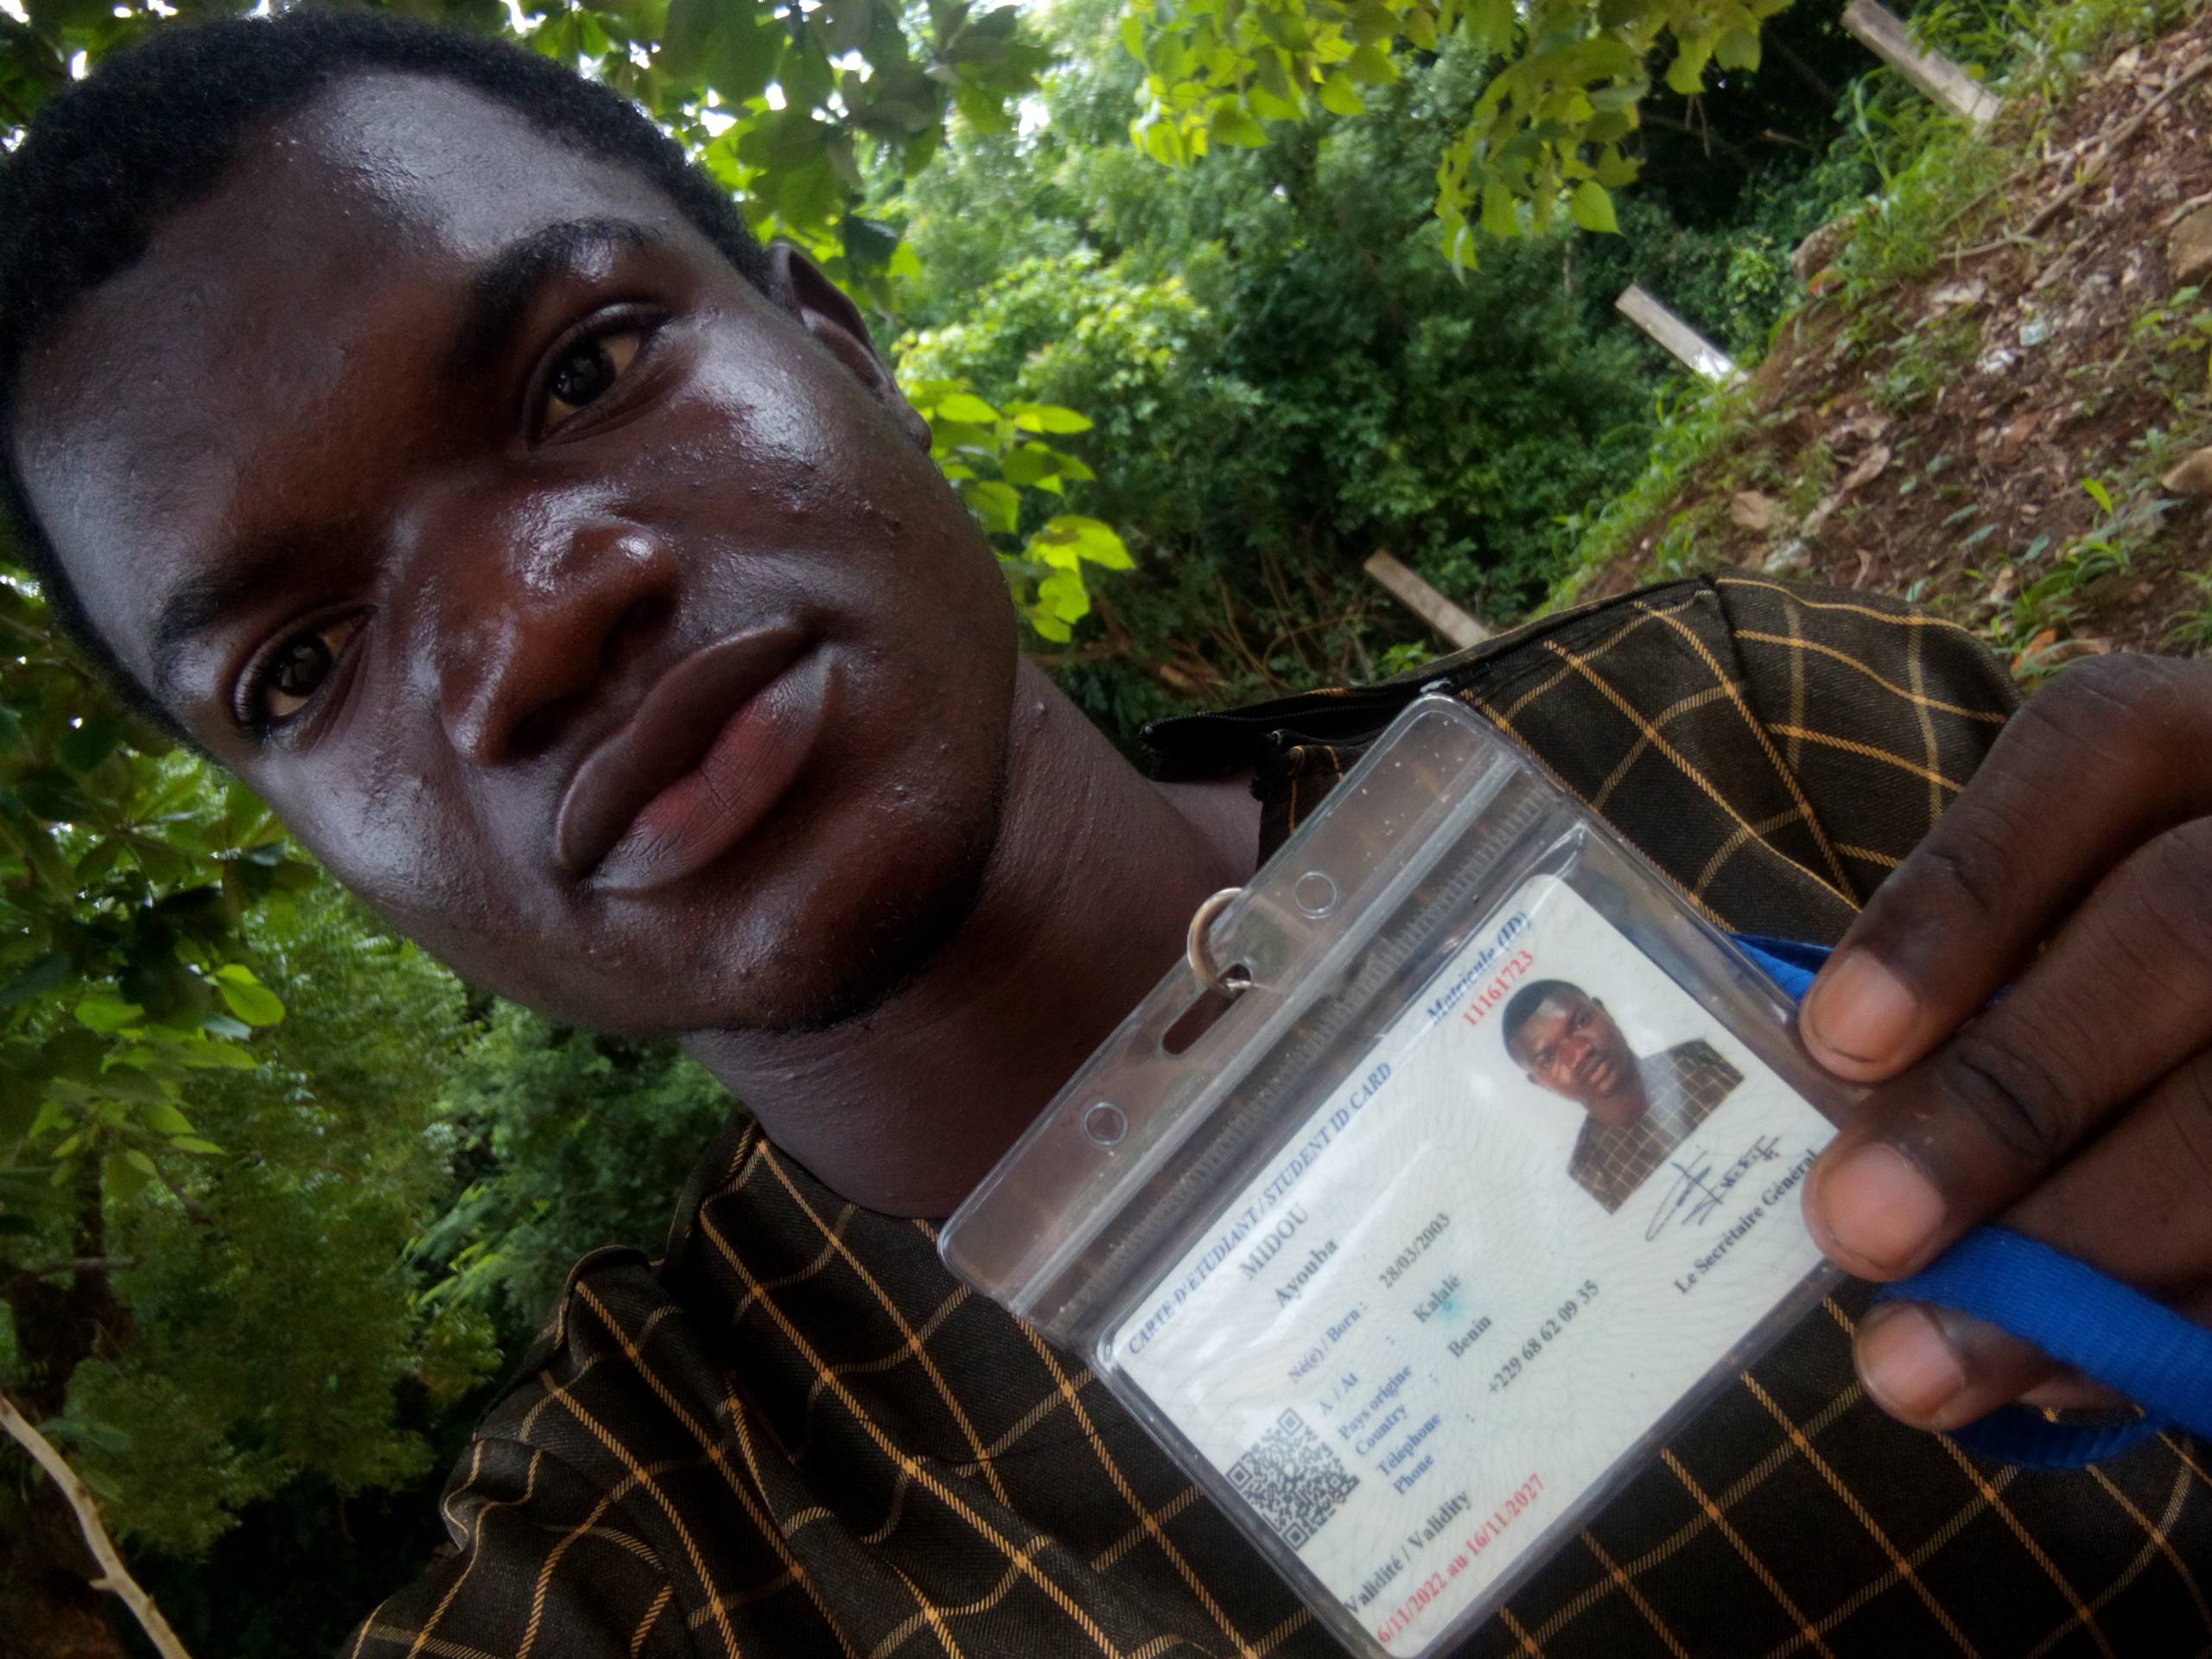 Matricule (ID)
11161723
CARTE D'ETUDIANT / STUDENT ID CARD
MIDOU
Ayouba
Né(e) / Born : 28/03/2003
A / At : Kalalé
Pays origine : Benin
Country
Téléphone : +229 68 62 09 35
Phone
Le Secrétaire Général
Validité / Validity
6/11/2022 au 16/11/2027